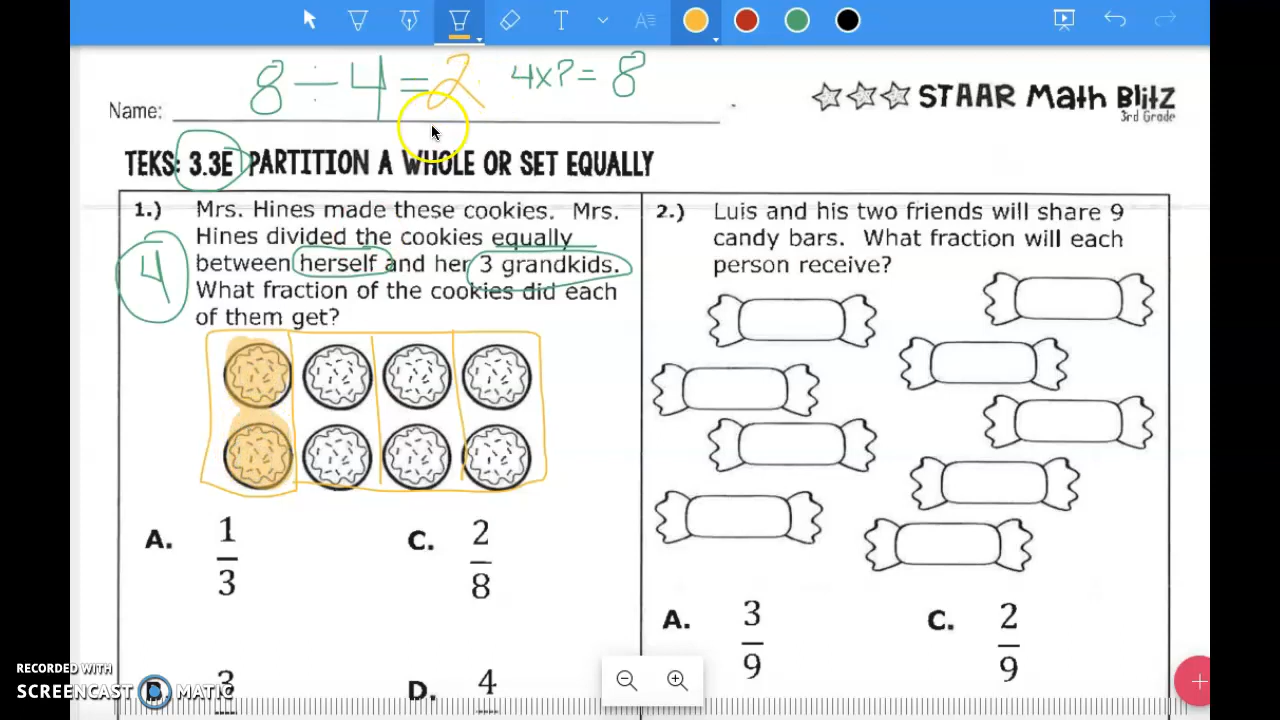 8 ÷ 4 = 2 4x? = 8
Name:
STAAR Math Blitz
3rd Grade
TEKS: 3.3E PARTITION A WHOLE OR SET EQUALLY
1.) Mrs. Hines made these cookies. Mrs.
Hines divided the cookies equally
between herself and her 3 grandkids.
What fraction of the cookies did each
of them get?
4
A. 1/3 C. 2/8
D. 4
2.) Luis and his two friends will share 9
candy bars. What fraction will each
person receive?
A. 3/9 C. 2/9
RECORDED WITH
SCREENCAST MATIC